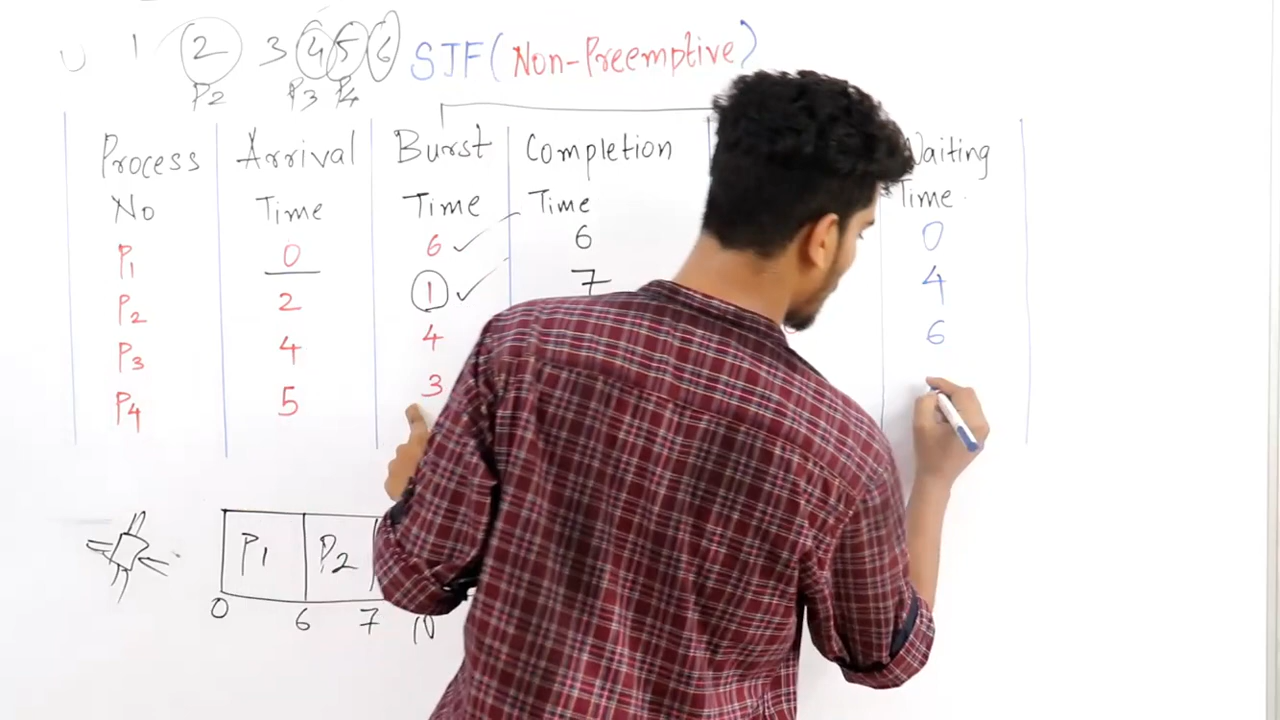 0 1 2 3 4 5 6 SJF (Non-Preemptive)
P2 P3 P4
Process No Arrival Time Burst Time Completion Time Waiting Time
P1 0 6 6 0
P2 2 1 7 4
P3 4 4 6
P4 5 3
P1 P2
0 6 7 10